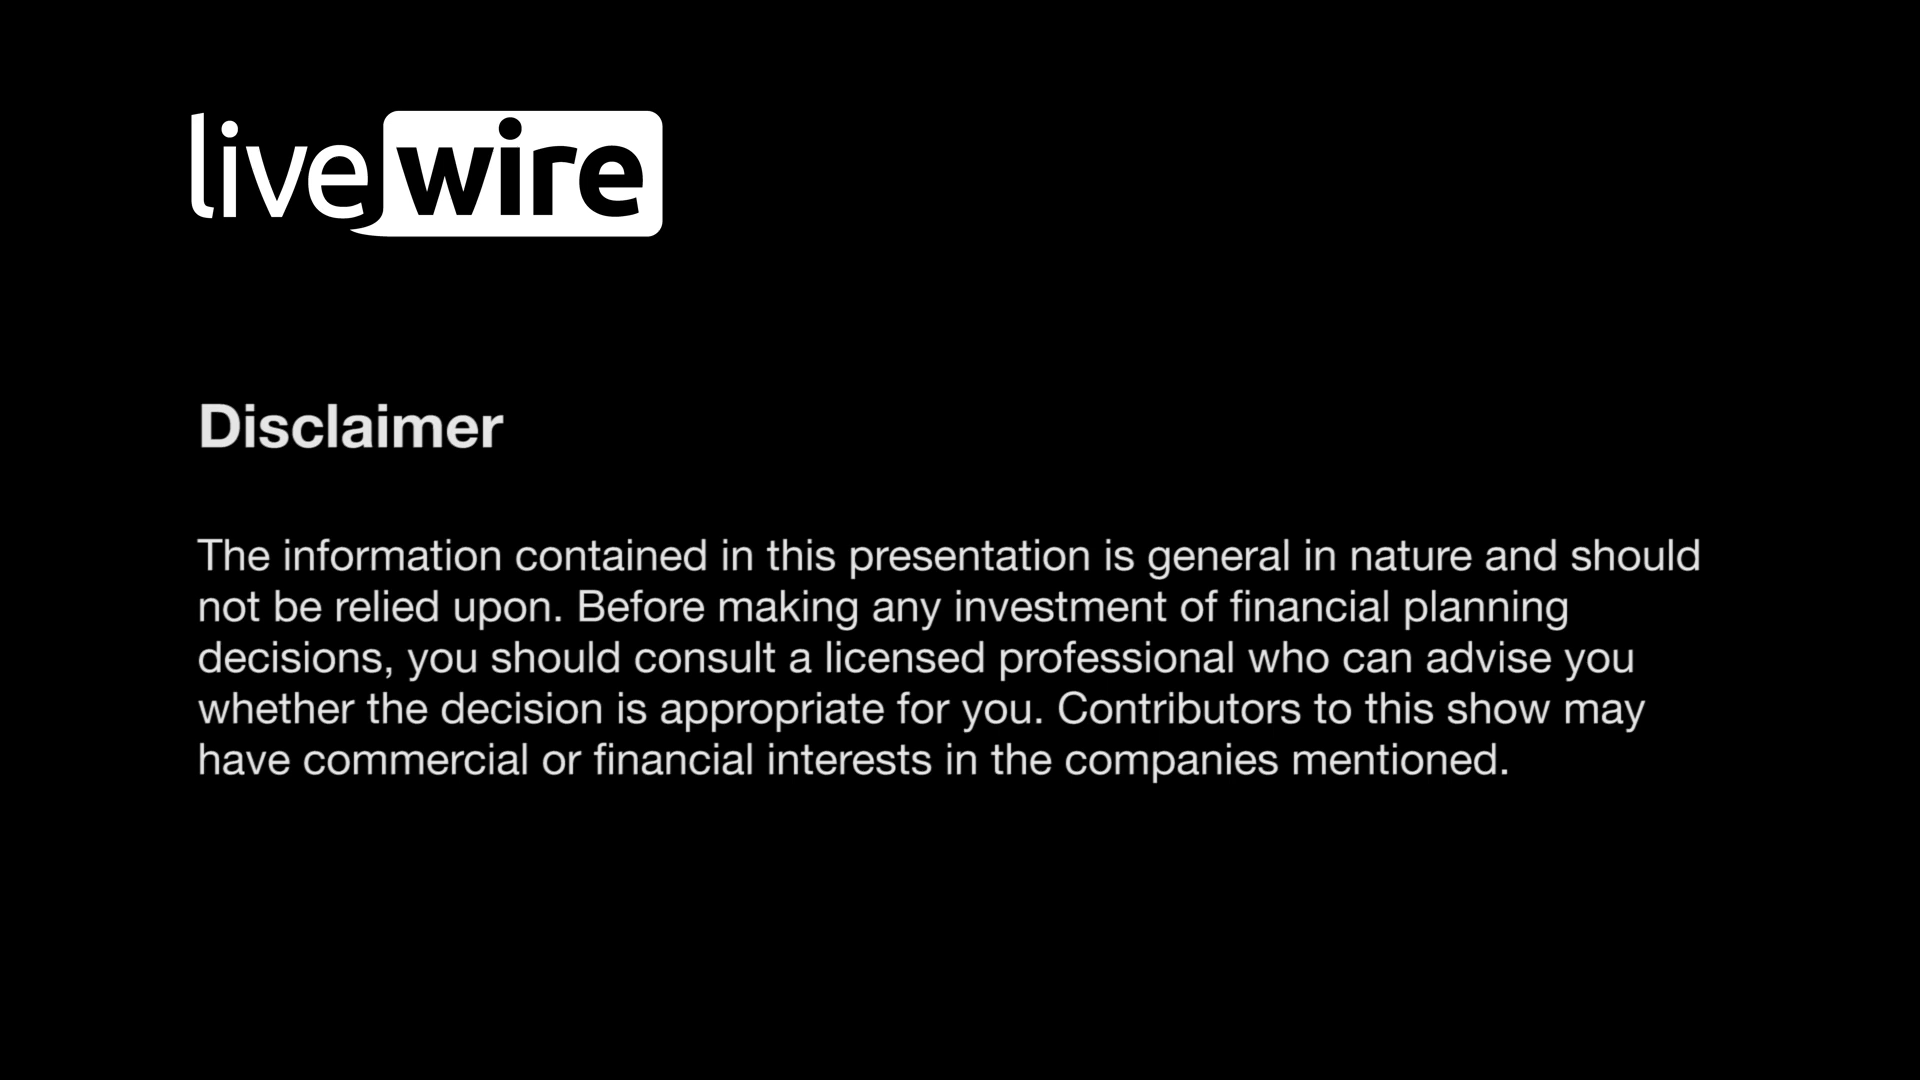 livewire
Disclaimer
The information contained in this presentation is general in nature and should
not be relied upon. Before making any investment of financial planning
decisions, you should consult a licensed professional who can advise you
whether the decision is appropriate for you. Contributors to this show may
have commercial or financial interests in the companies mentioned.